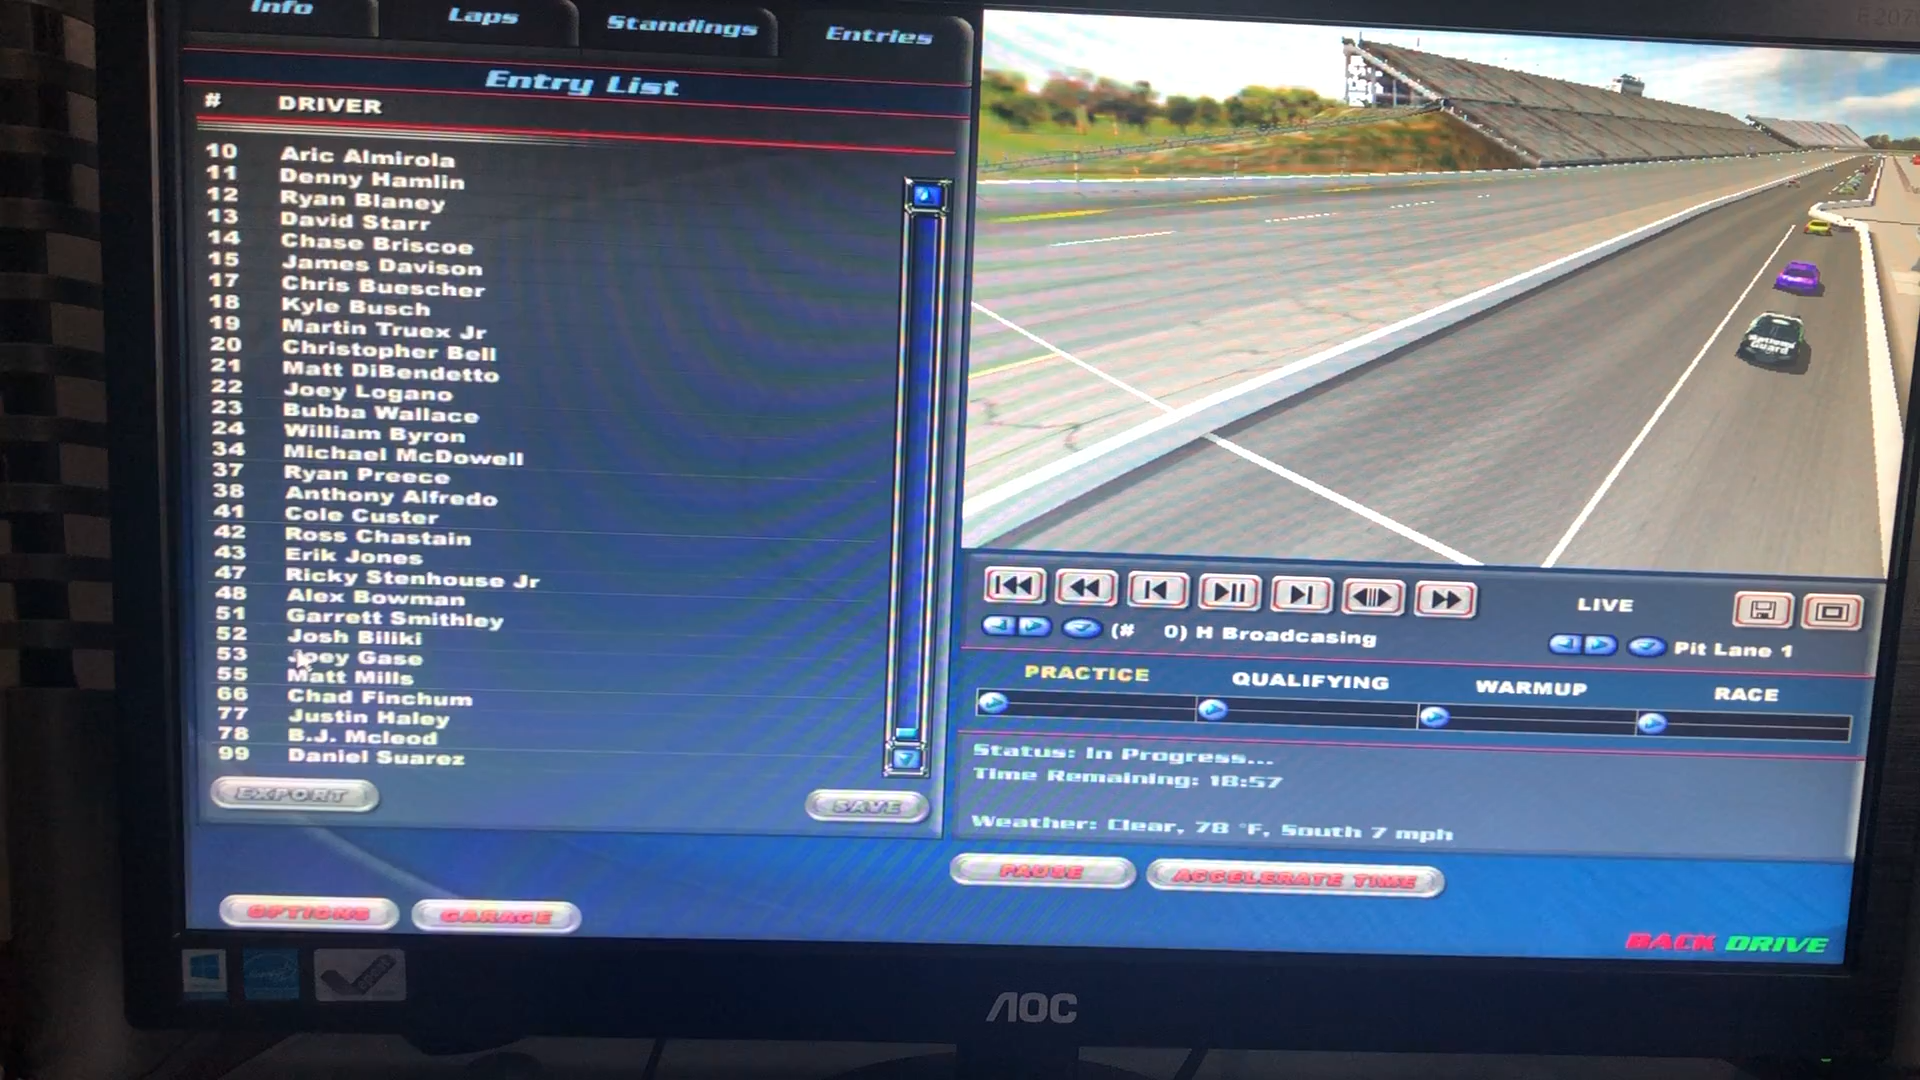 Info Laps Standings Entries
Entry List
# DRIVER
10 Aric Almirola
11 Denny Hamlin
12 Ryan Blaney
13 David Starr
14 Chase Briscoe
15 James Davison
17 Chris Buescher
18 Kyle Busch
19 Martin Truex Jr
20 Christopher Bell
21 Matt DiBendetto
22 Joey Logano
23 Bubba Wallace
24 William Byron
34 Michael McDowell
37 Ryan Preece
38 Anthony Alfredo
41 Cole Custer
42 Ross Chastain
43 Erik Jones
47 Ricky Stenhouse Jr
48 Alex Bowman
51 Garrett Smithley
52 Josh Biliki
53 Joey Gase
55 Matt Mills
66 Chad Finchum
77 Justin Haley
78 B.J. Mcleod
99 Daniel Suarez
EXPORT SAVE
OPTIONS GARAGE
National
Guard
LIVE
(# 0) H Broadcasing Pit Lane 1
PRACTICE QUALIFYING WARMUP RACE
Status: In Progress...
Time Remaining: 18:57
Weather: Clear, 78 °F, South 7 mph
PAUSE ACCELERATE TIME
BACK DRIVE
AOC